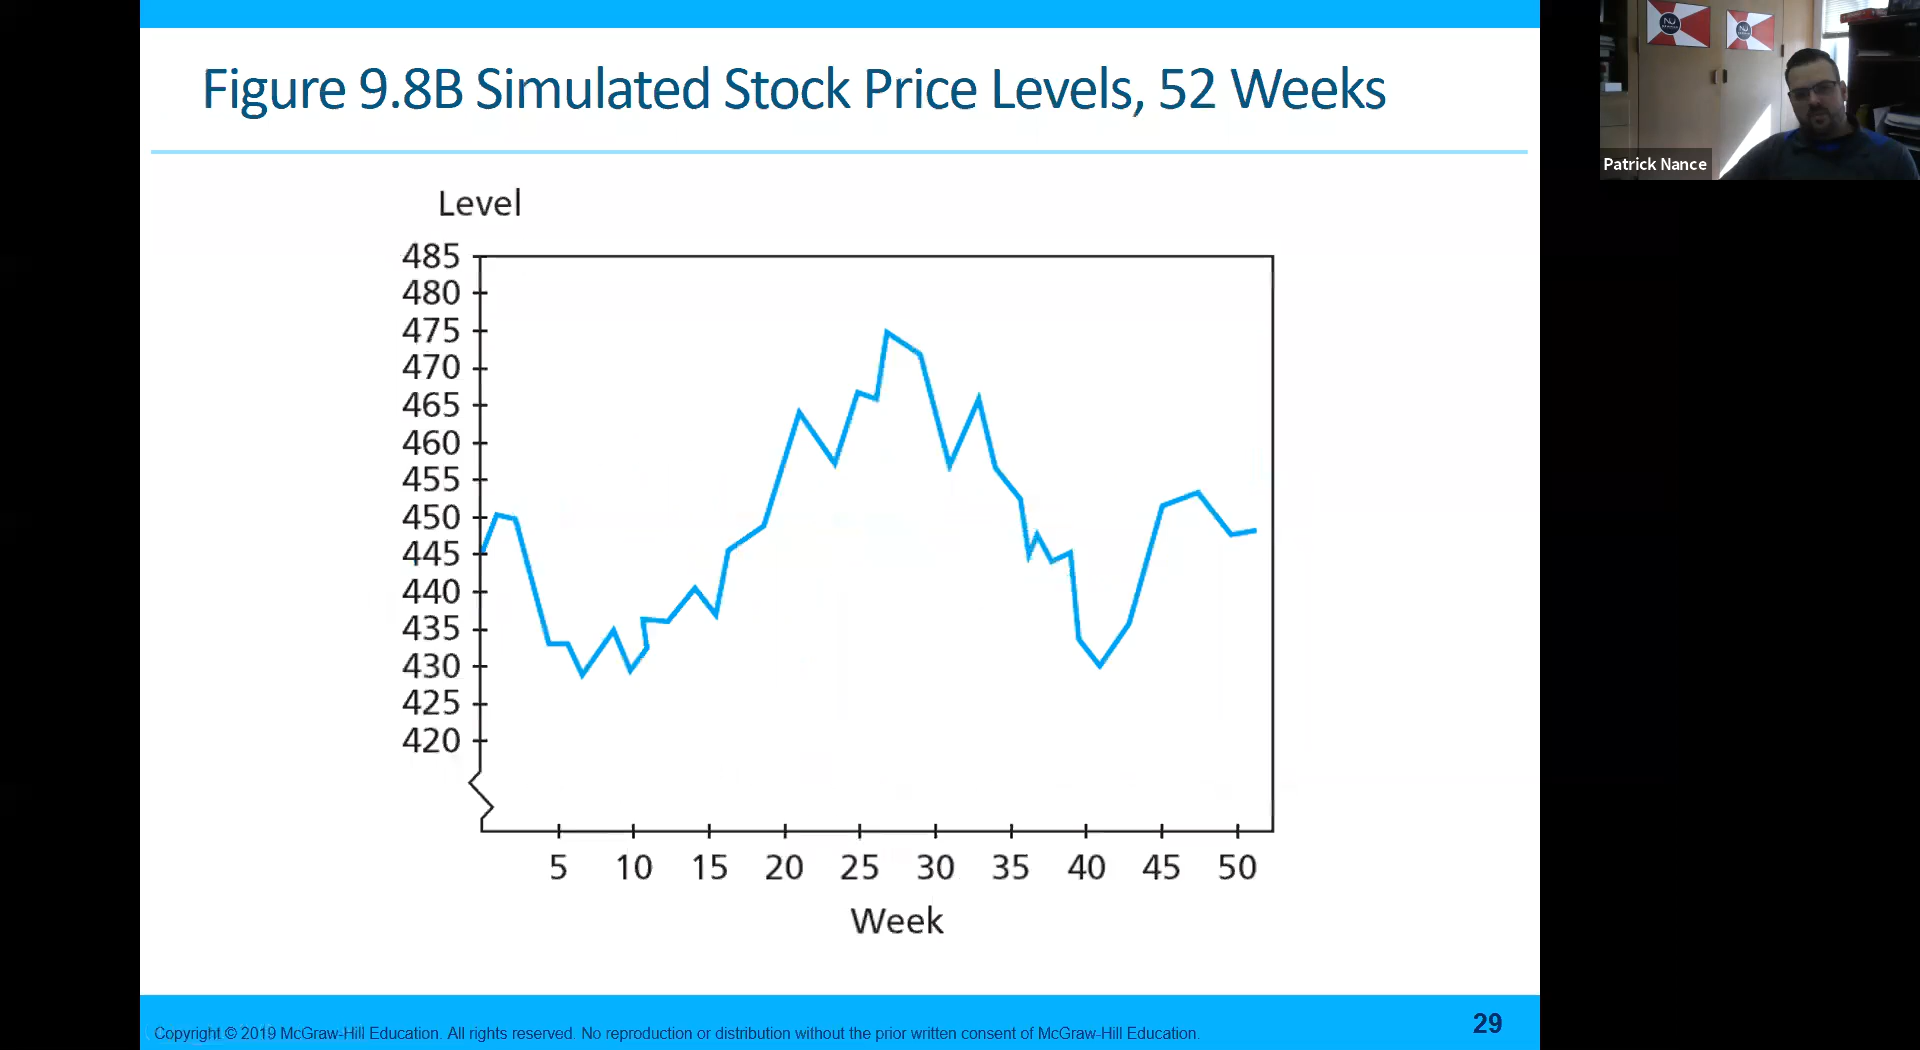 Figure 9.8B Simulated Stock Price Levels, 52 Weeks
Patrick Nance
Level
485
480
475
470
465
460
455
450
445
440
435
430
425
420
5 10 15 20 25 30 35 40 45 50
Week
Copyright © 2019 McGraw-Hill Education. All rights reserved. No reproduction or distribution without the prior written consent of McGraw-Hill Education.
29